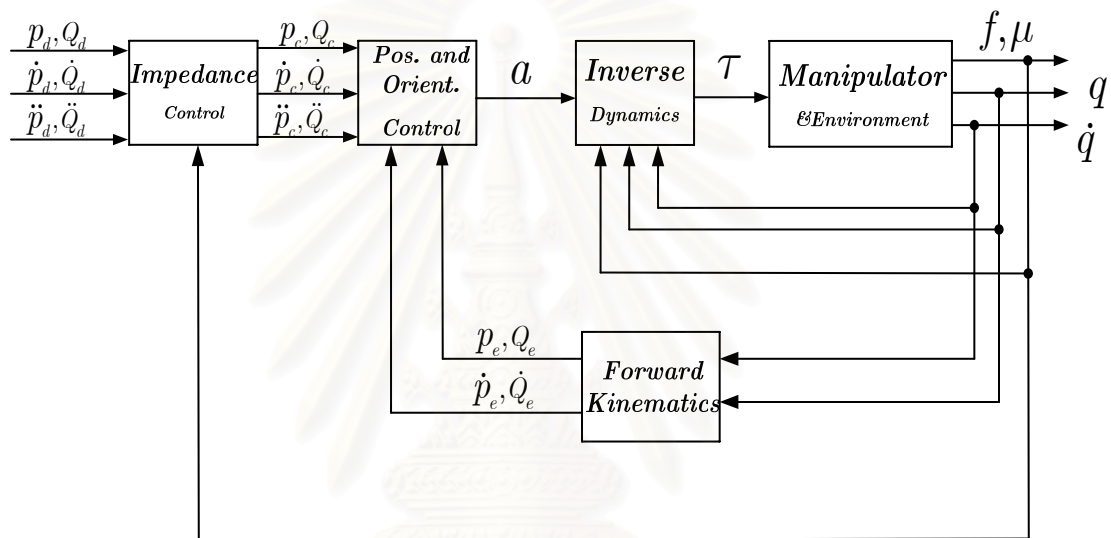 p_d,Q_d
ṗ_d,Q̇_d
p̈_d,Q̈_d
Impedance
Control
p_c,Q_c
ṗ_c,Q̇_c
p̈_c,Q̈_c
Pos. and
Orient.
Control
a
Inverse
Dynamics
τ
Manipulator
&Environment
f,μ
q
q̇
p_e,Q_e
ṗ_e,Q̇_e
Forward
Kinematics